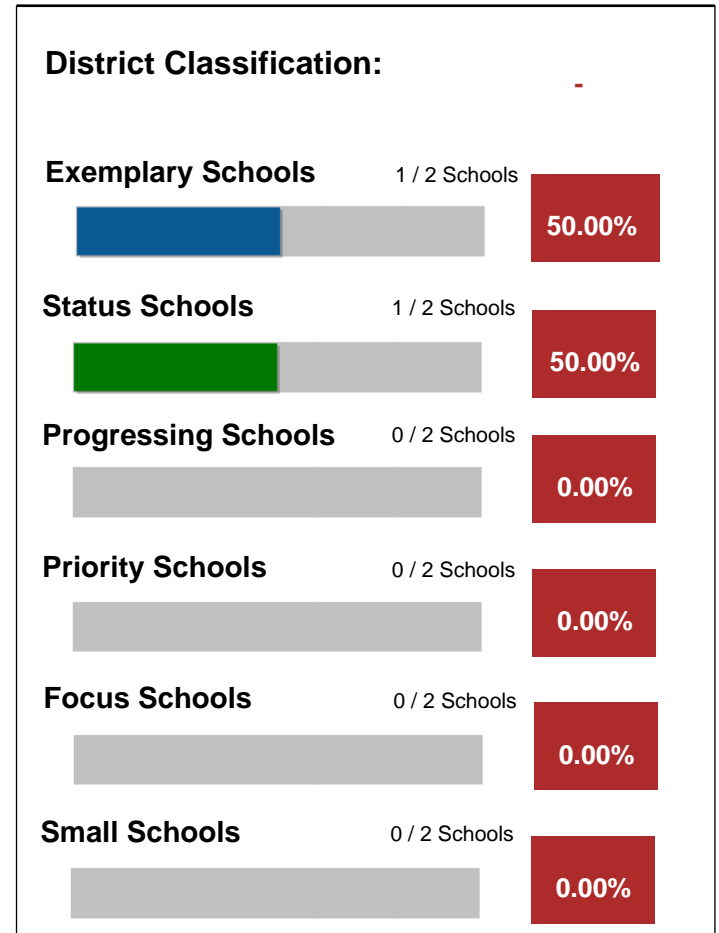 District Classification: -
Exemplary Schools 1 / 2 Schools 50.00%
Status Schools 1 / 2 Schools 50.00%
Progressing Schools 0 / 2 Schools 0.00%
Priority Schools 0 / 2 Schools 0.00%
Focus Schools 0 / 2 Schools 0.00%
Small Schools 0 / 2 Schools 0.00%